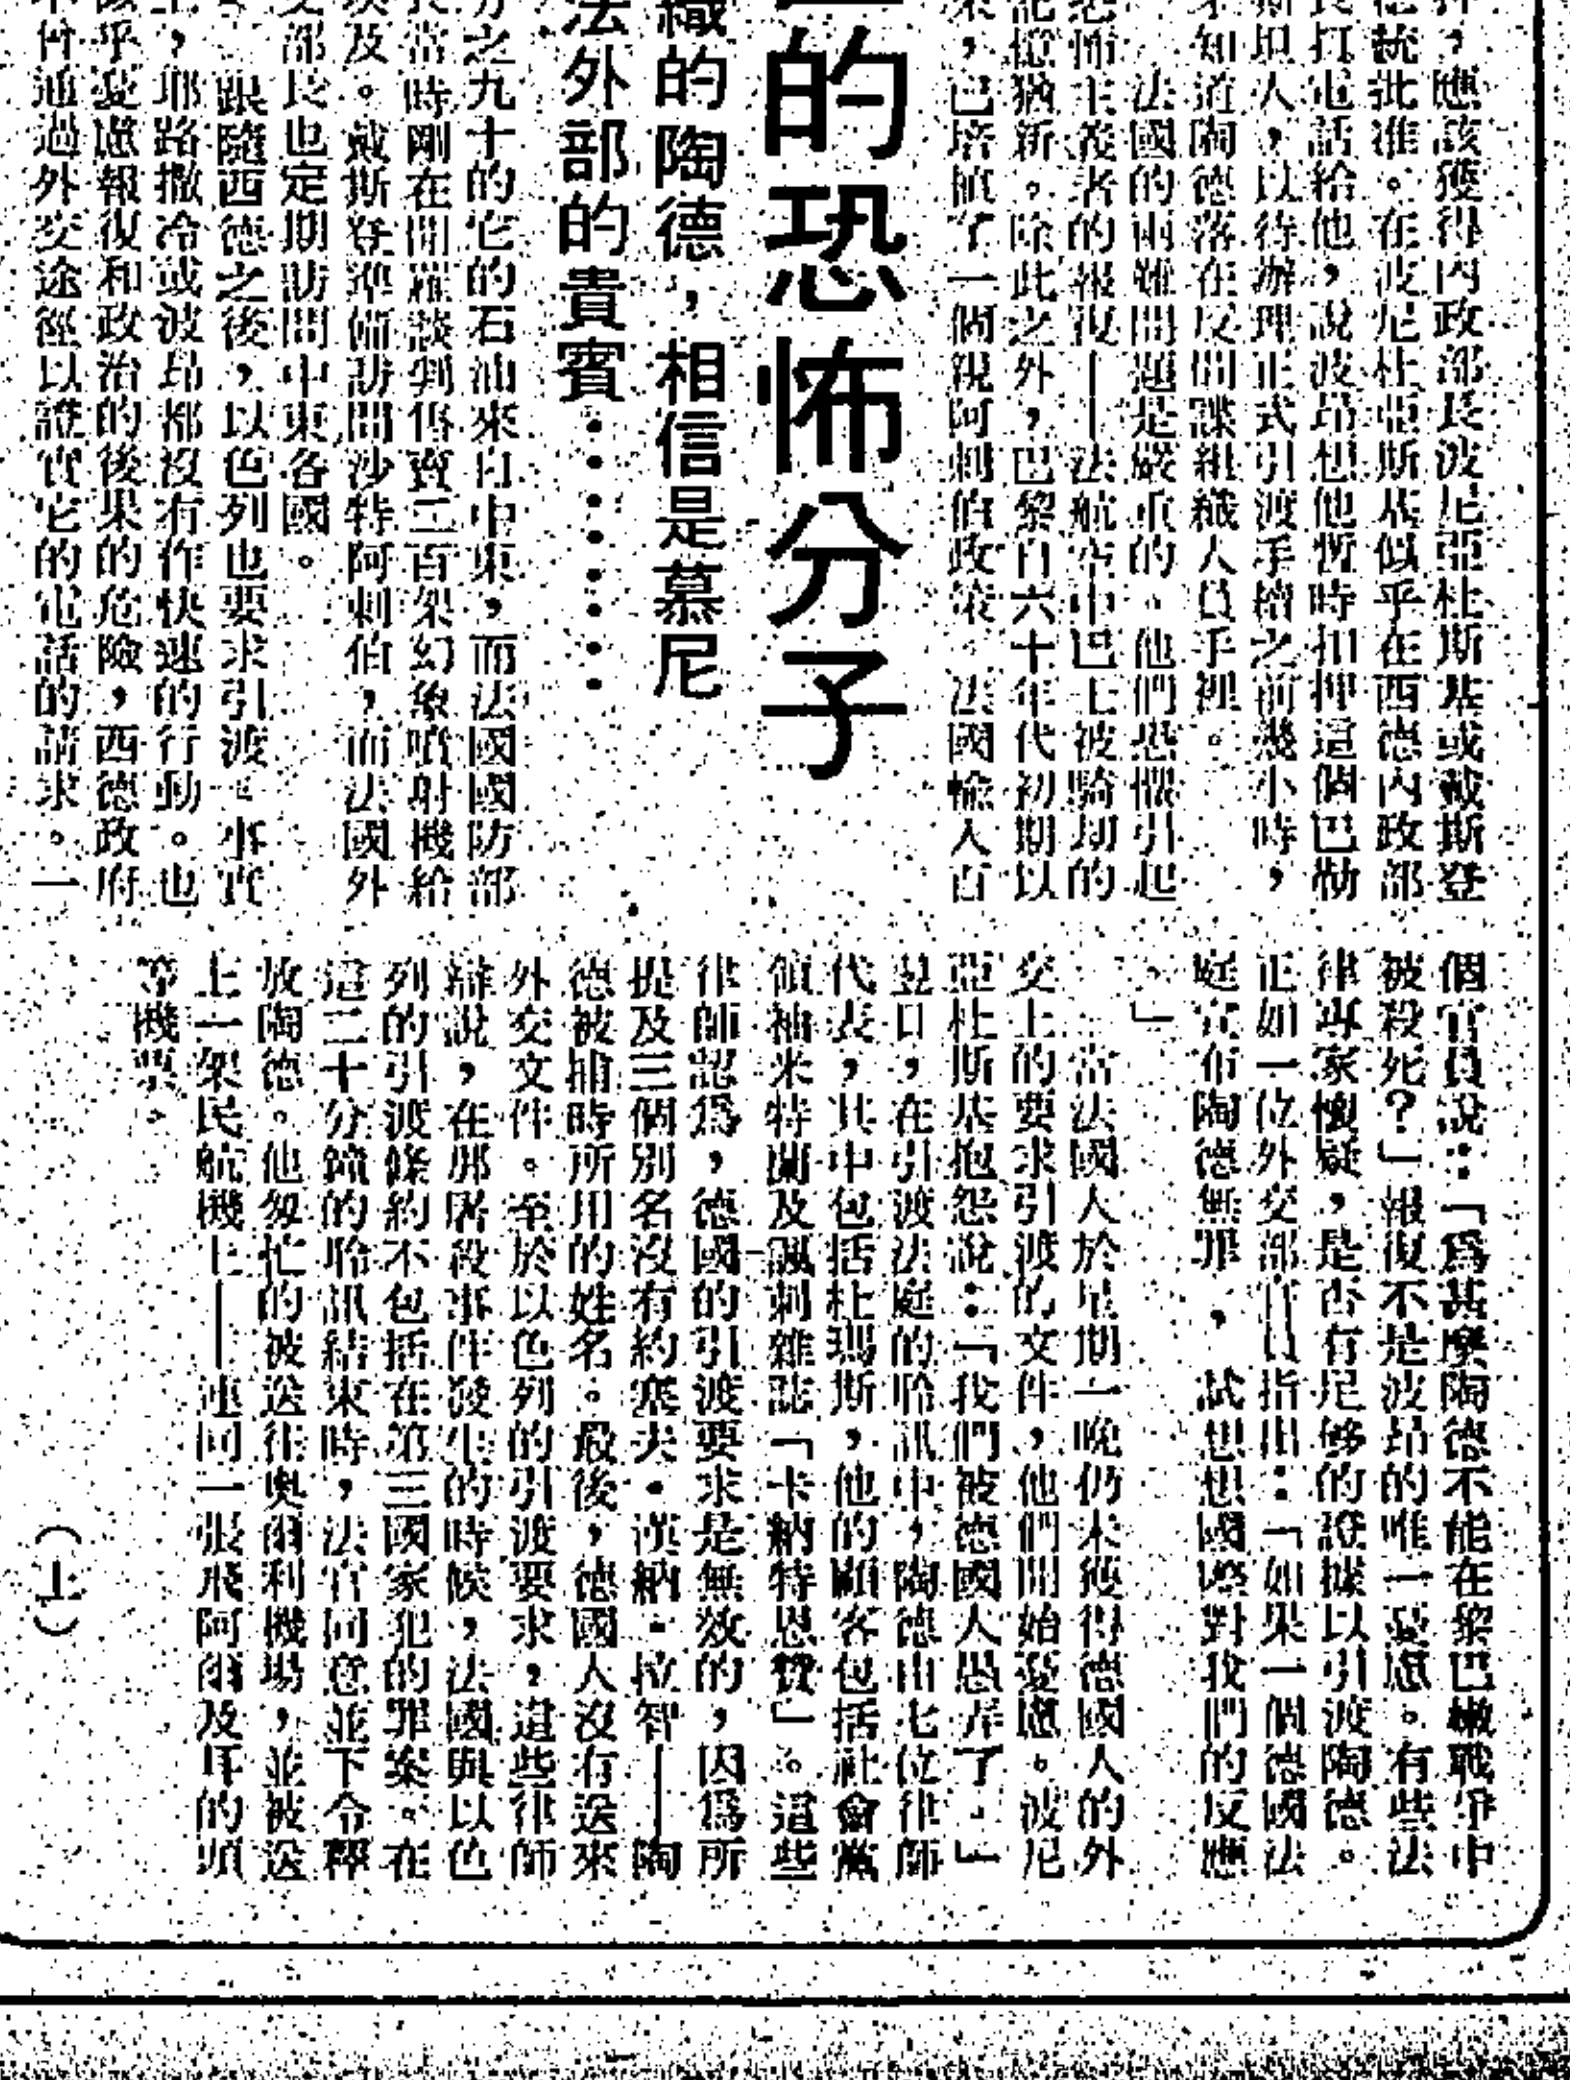 的恐怖分子
織的陶德，相信是慕尼
法外部的貴賓⋯⋯⋯
，應該獲得內政部長波尼亞杜斯基或戴斯登
統批准。在波尼杜亞斯基似乎在西德內政部
長打電話給他，說波昂想他暫時扣押這個巴勒
斯坦人，以待辦理正式引渡手續之前幾小時，
知道陶德落在反間諜組織人員手裡。
法國的兩難問題是嚴重的。他們恐懼引起
恐怖主義者的報復——法航空中巴士被騎劫的
記憶猶新。除此之外，巴黎自六十年代初期以
來，已培植了一個親阿剌伯政策。法國輸入百
分之九十的它的石油來自中東，而法國國防部
長當時剛在開羅談判售賣二百架幻象噴射機給
埃及。戴斯登準備訪問沙特阿剌伯，而法國外
交部長也定期訪問中東各國。
跟隨西德之後，以色列也要求引渡。事實
上，耶路撒冷或波昂都沒有作快速的行動。也
似乎憂慮報復和政治的後果的危險，西德政府
不曾通過外交途徑以證實它的電話的請求。一
個官員說：「爲甚麼陶德不能在黎巴嫩戰爭中
被殺死？」報復不是波昂的唯一憂慮。有些法
律專家懷疑，是否有足够的證據以引渡陶德。
正如一位外交部官員指出：「如果一個德國法
庭宣布陶德無罪，試想想國際對我們的反應
」
當法國人於星期一晚仍未獲得德國人的外
交上的要求引渡的文件，他們開始憂慮。波尼
亞杜斯基抱怨說：「我們被德國人愚弄了。」
翌日，在引渡法庭的聆訊中，陶德由七位律師
代表，其中包括杜瑪斯，他的顧客包括社會黨
領袖米特蘭及諷刺雜誌「卡納特恩贊」。這些
律師認爲，德國的引渡要求是無效的，因爲所
提及三個別名沒有約塞夫・漢納・拉智——陶
德被捕時所用的姓名。最後，德國人沒有送來
外交文件。至於以色列的引渡要求，這些律師
辯說，在那屠殺事件發生的時候，法國與以色
列的引渡條約不包括在第三國家犯的罪案。在
這二十分鐘的聆訊結束時，法官同意並下令釋
放陶德。他匆忙的被送往奧爾利機場，並被送
上一架民航機上——連同一張飛阿爾及耳的頭
等機票。
（上）